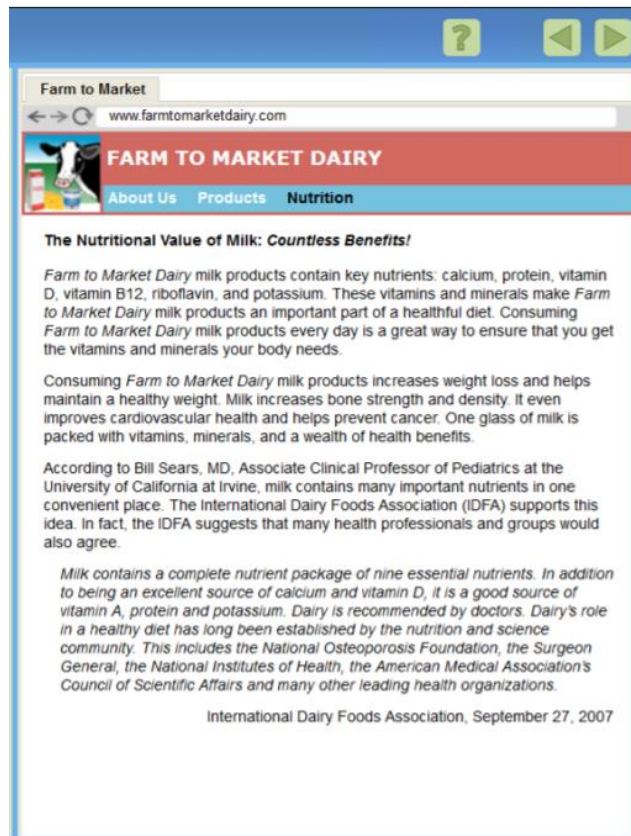 ?
Farm to Market
www.farmtomarketdairy.com
FARM TO MARKET DAIRY
About Us Products Nutrition
The Nutritional Value of Milk: Countless Benefits!
Farm to Market Dairy milk products contain key nutrients: calcium, protein, vitamin
D, vitamin B12, riboflavin, and potassium. These vitamins and minerals make Farm
to Market Dairy milk products an important part of a healthful diet. Consuming
Farm to Market Dairy milk products every day is a great way to ensure that you get
the vitamins and minerals your body needs.
Consuming Farm to Market Dairy milk products increases weight loss and helps
maintain a healthy weight. Milk increases bone strength and density. It even
improves cardiovascular health and helps prevent cancer. One glass of milk is
packed with vitamins, minerals, and a wealth of health benefits.
According to Bill Sears, MD, Associate Clinical Professor of Pediatrics at the
University of California at Irvine, milk contains many important nutrients in one
convenient place. The International Dairy Foods Association (IDFA) supports this
idea. In fact, the IDFA suggests that many health professionals and groups would
also agree.
Milk contains a complete nutrient package of nine essential nutrients. In addition
to being an excellent source of calcium and vitamin D, it is a good source of
vitamin A, protein and potassium. Dairy is recommended by doctors. Dairy's role
in a healthy diet has long been established by the nutrition and science
community. This includes the National Osteoporosis Foundation, the Surgeon
General, the National Institutes of Health, the American Medical Association's
Council of Scientific Affairs and many other leading health organizations.
International Dairy Foods Association, September 27, 2007